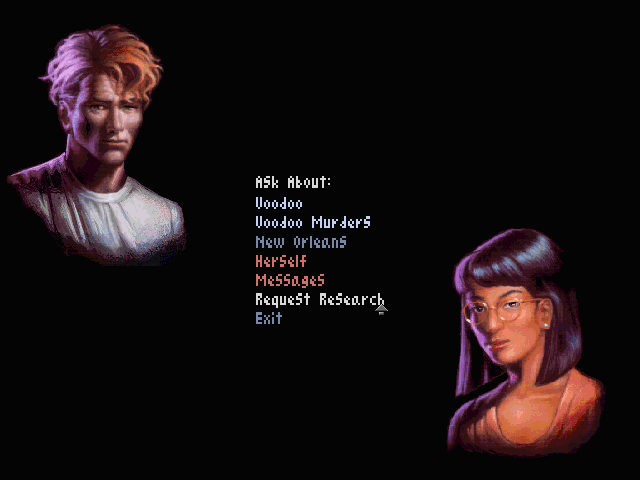 Ask About:
Voodoo
Voodoo Murders
New Orleans
Herself
Messages
Request Research
Exit